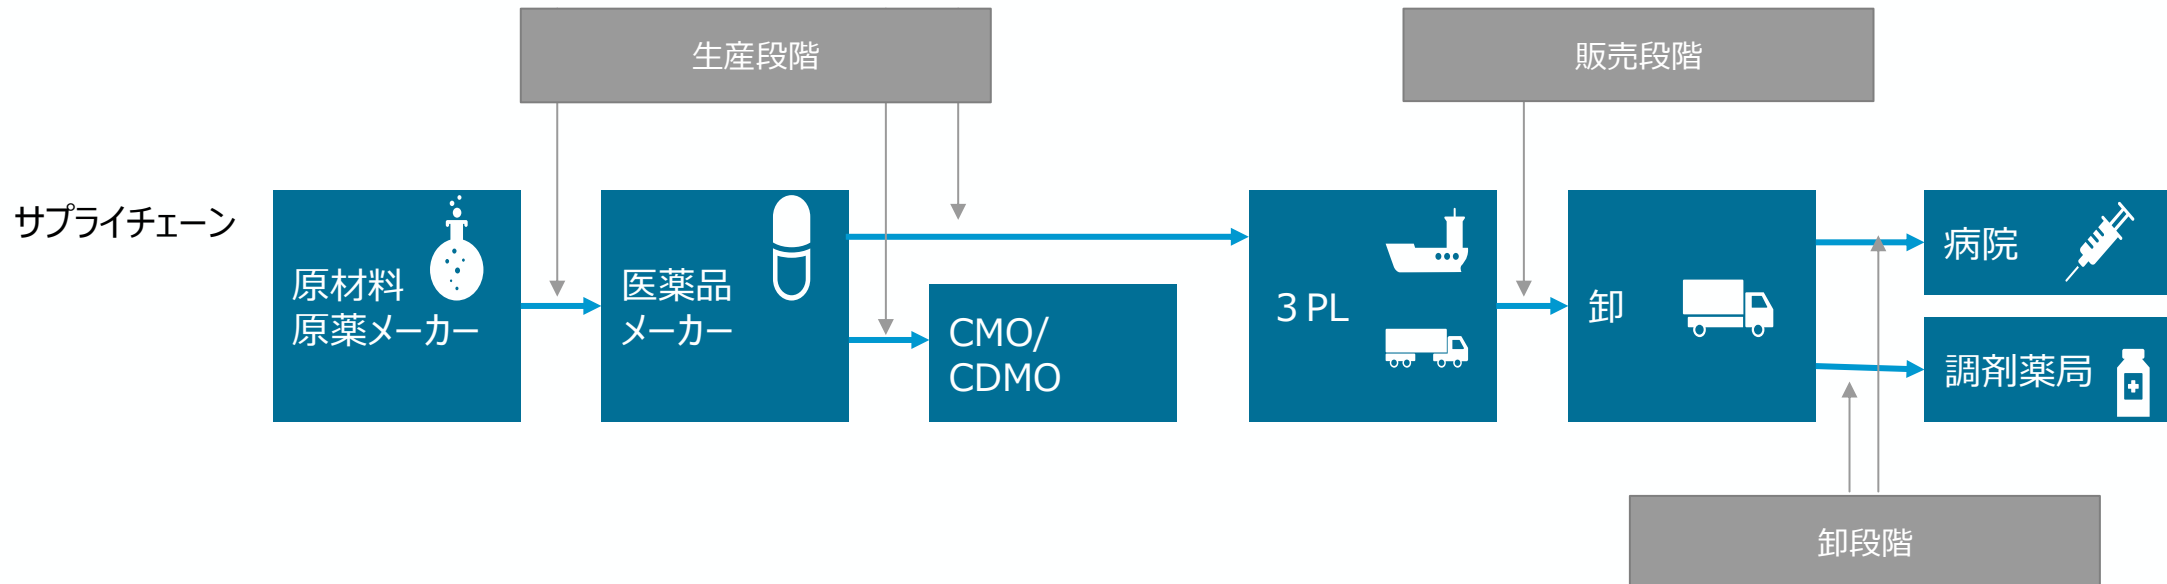 生産段階
販売段階
サプライチェーン
原材料
原薬メーカー
医薬品
メーカー
CMO/
CDMO
3 PL
卸
病院
調剤薬局
卸段階